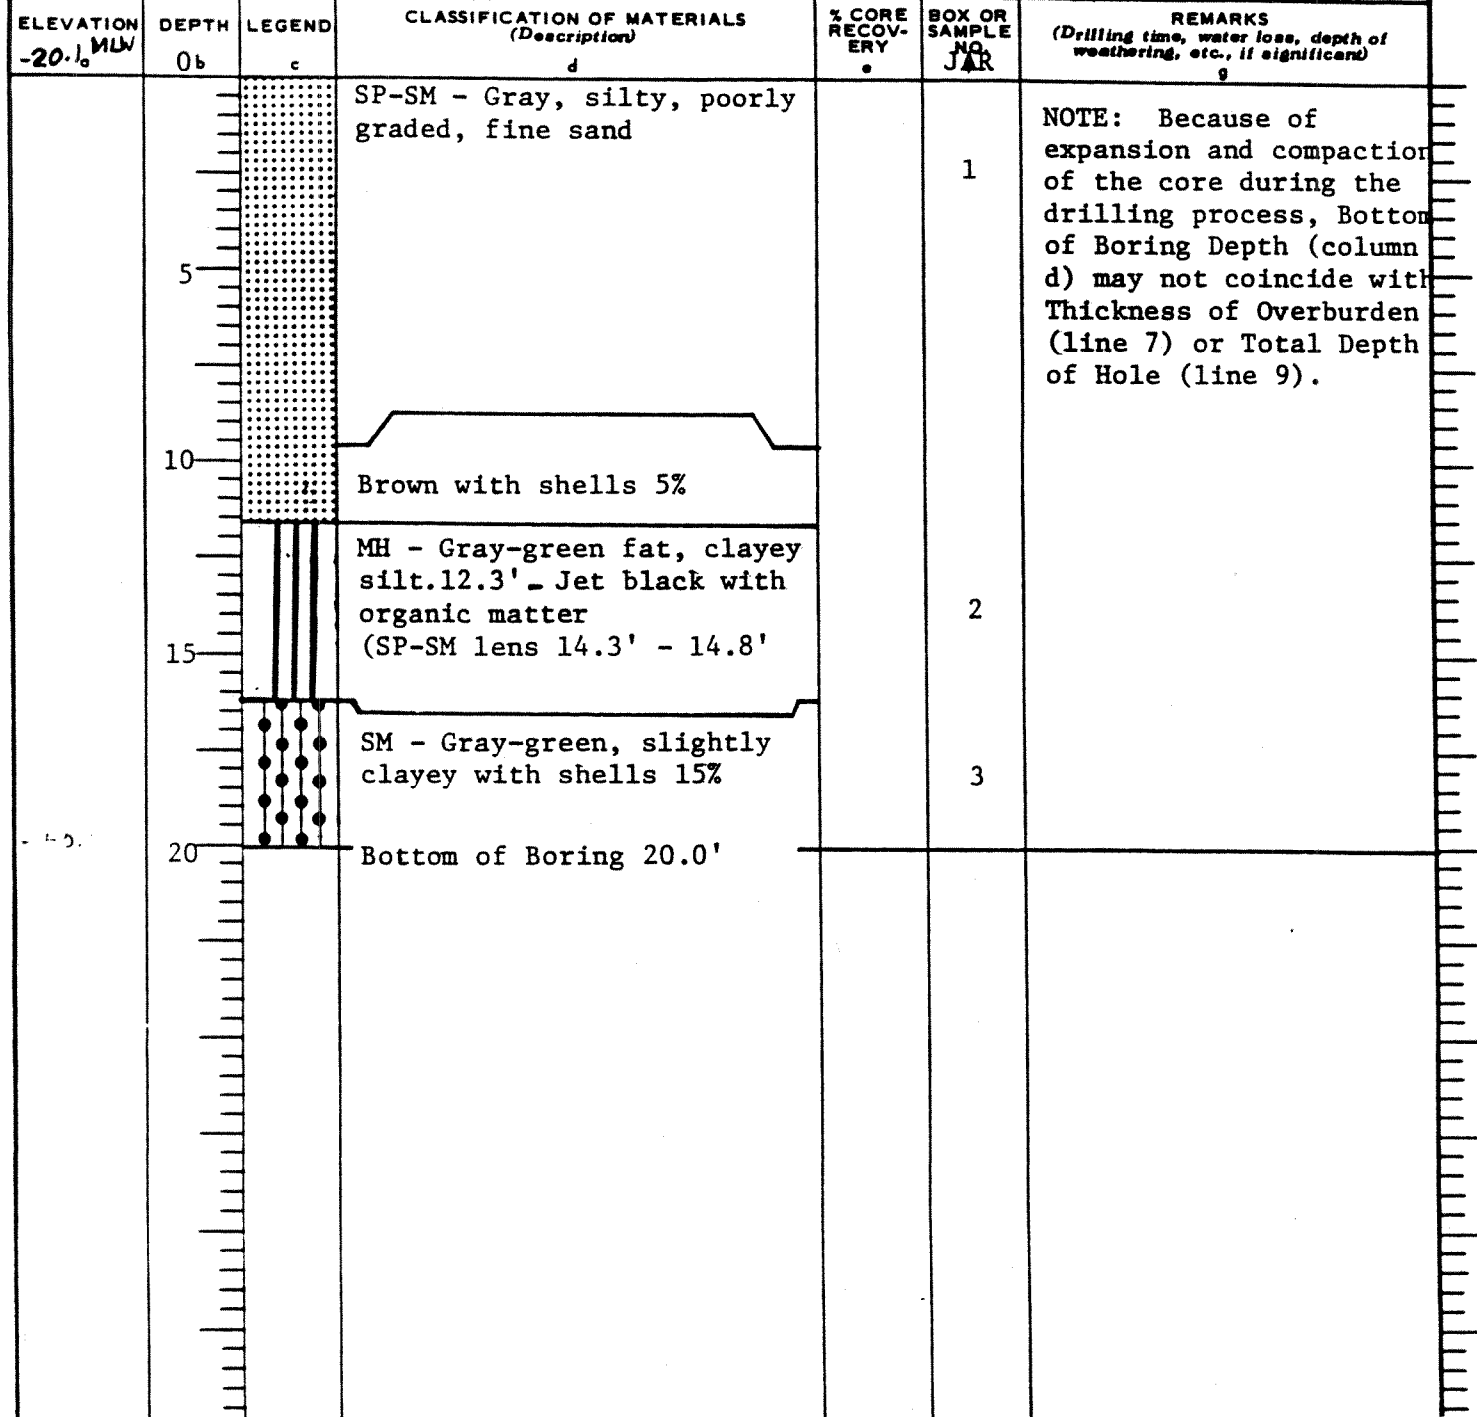 ELEVATION
-20.1 MLW
a
DEPTH
0 b
LEGEND
c
CLASSIFICATION OF MATERIALS
(Description)
d
% CORE
RECOV-
ERY
e
BOX OR
SAMPLE
NO.
JAR
REMARKS
(Drilling time, water loss, depth of
weathering, etc., if significant)
g
SP-SM - Gray, silty, poorly
graded, fine sand
1
NOTE: Because of
expansion and compaction
of the core during the
drilling process, Bottom
of Boring Depth (column
d) may not coincide with
Thickness of Overburden
(line 7) or Total Depth
of Hole (line 9).
5
10
Brown with shells 5%
MH - Gray-green fat, clayey
silt.12.3' - Jet black with
organic matter
(SP-SM lens 14.3' - 14.8'
2
15
SM - Gray-green, slightly
clayey with shells 15%
3
20
Bottom of Boring 20.0'